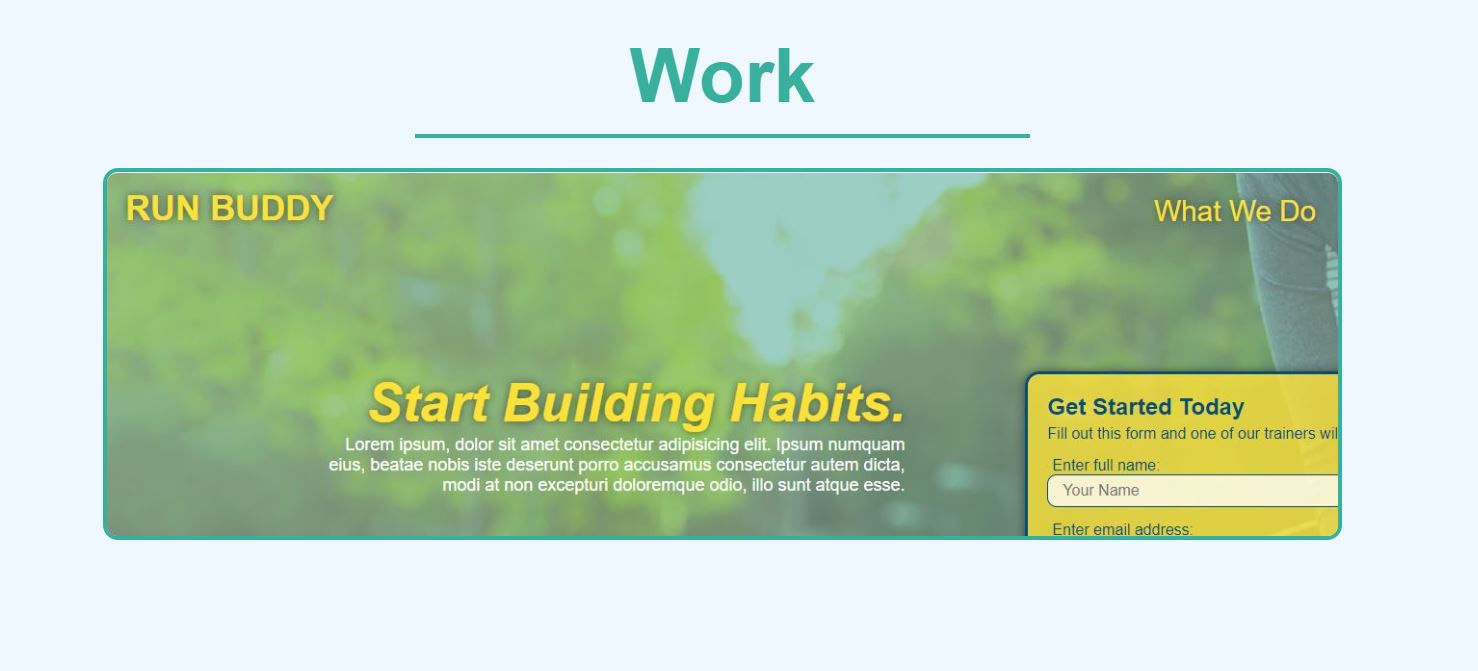 Work
RUN BUDDY
What We Do
Start Building Habits.
Lorem ipsum, dolor sit amet consectetur adipisicing elit. Ipsum numquam
eius, beatae nobis iste deserunt porro accusamus consectetur autem dicta,
modi at non excepturi doloremque odio, illo sunt atque esse.
Get Started Today
Fill out this form and one of our trainers wil
Enter full name:
Your Name
Enter email address: